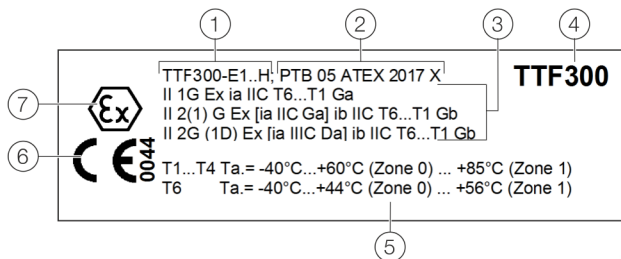 1 2 3 4
TTF300-E1..H; PTB 05 ATEX 2017 X
TTF300
II 1G Ex ia IIC T6...T1 Ga
II 2(1) G Ex [ia IIC Ga] ib IIC T6...T1 Gb
II 2G (1D) Ex [ia IIIC Da] ib IIC T6...T1 Gb
7 Ex
6 CE 0044
T1...T4 Ta.= -40°C...+60°C (Zone 0) ... +85°C (Zone 1)
T6 Ta.= -40°C...+44°C (Zone 0) ... +56°C (Zone 1)
5